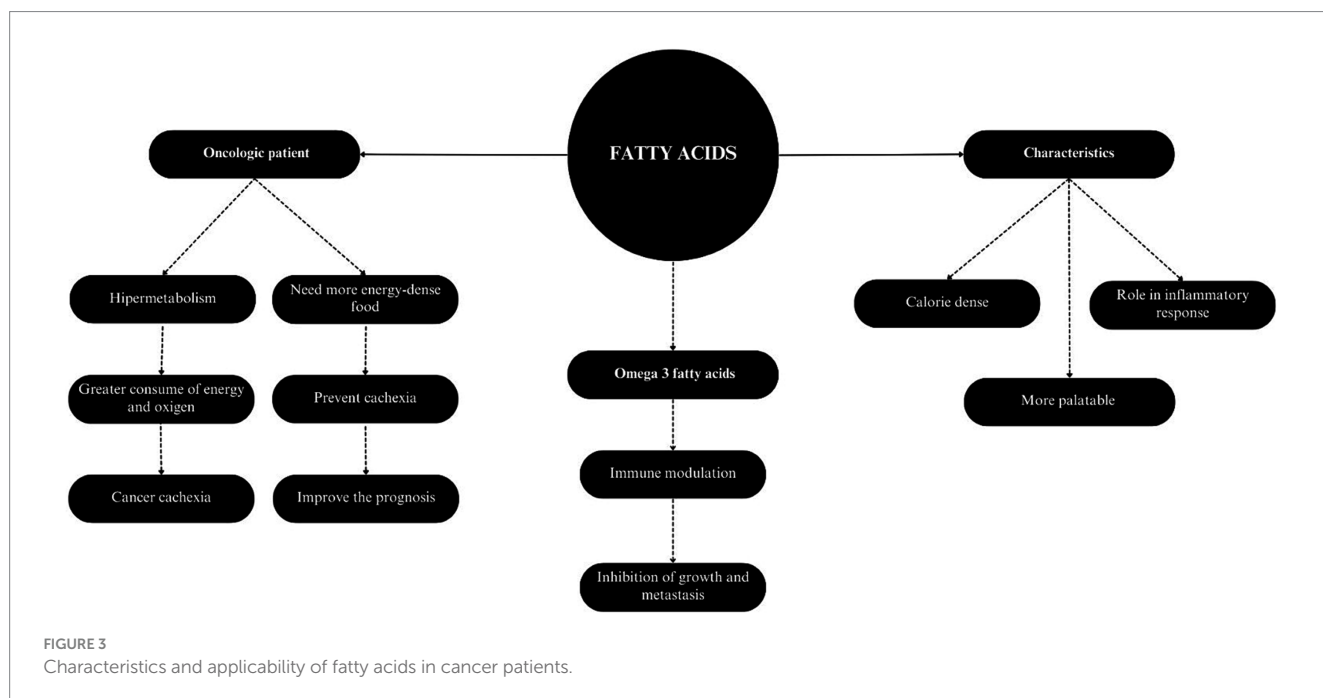 FATTY ACIDS
Oncologic patient
Characteristics
Hipermetabolism
Need more energy-dense
food
Calorie dense
Role in inflammatory
response
Greater consume of energy
and oxigen
Prevent cachexia
Omega 3 fatty acids
More palatable
Cancer cachexia
Improve the prognosis
Immune modulation
Inhibition of growth and
metastasis
FIGURE 3
Characteristics and applicability of fatty acids in cancer patients.